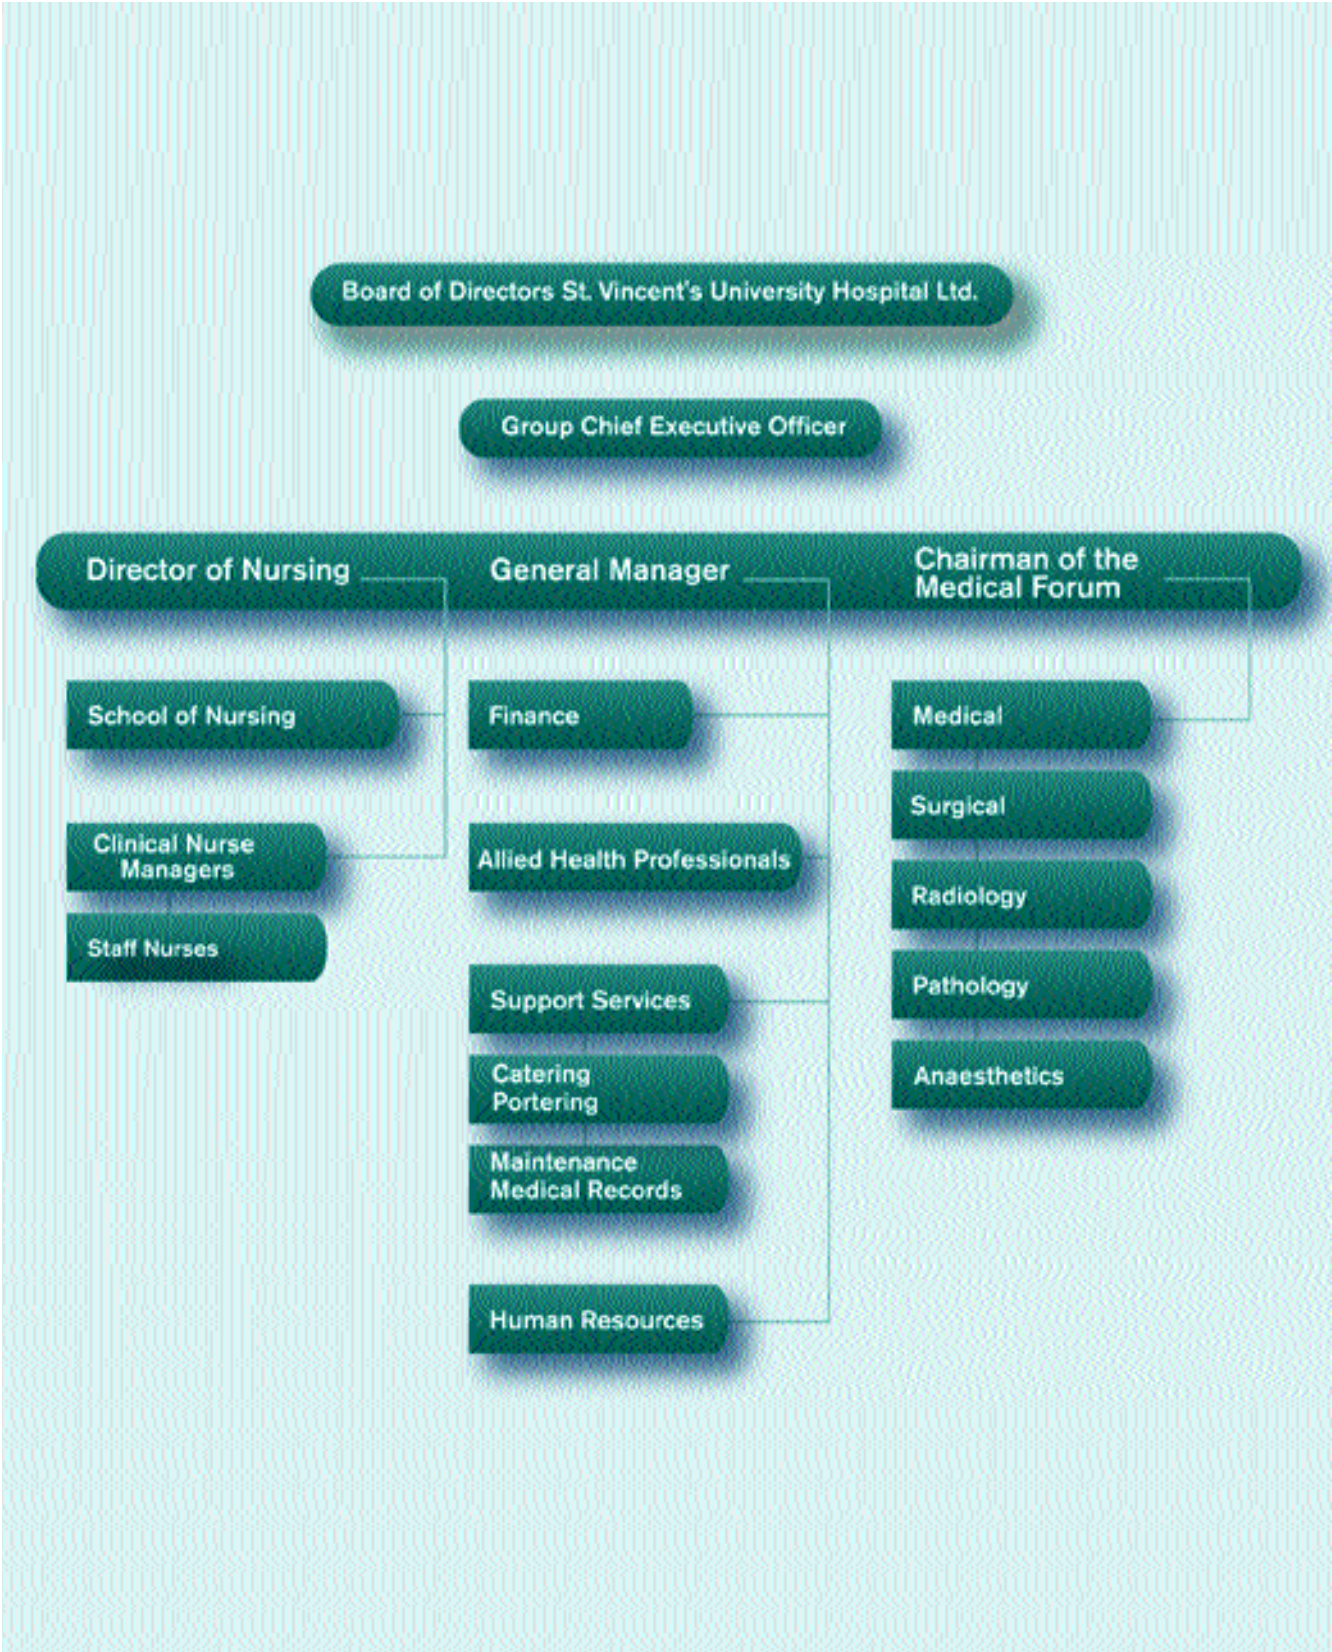 Board of Directors St. Vincent's University Hospital Ltd.
Group Chief Executive Officer
Director of Nursing
General Manager
Chairman of the
Medical Forum
School of Nursing
Clinical Nurse
Managers
Staff Nurses
Finance
Allied Health Professionals
Support Services
Catering
Portering
Maintenance
Medical Records
Human Resources
Medical
Surgical
Radiology
Pathology
Anaesthetics